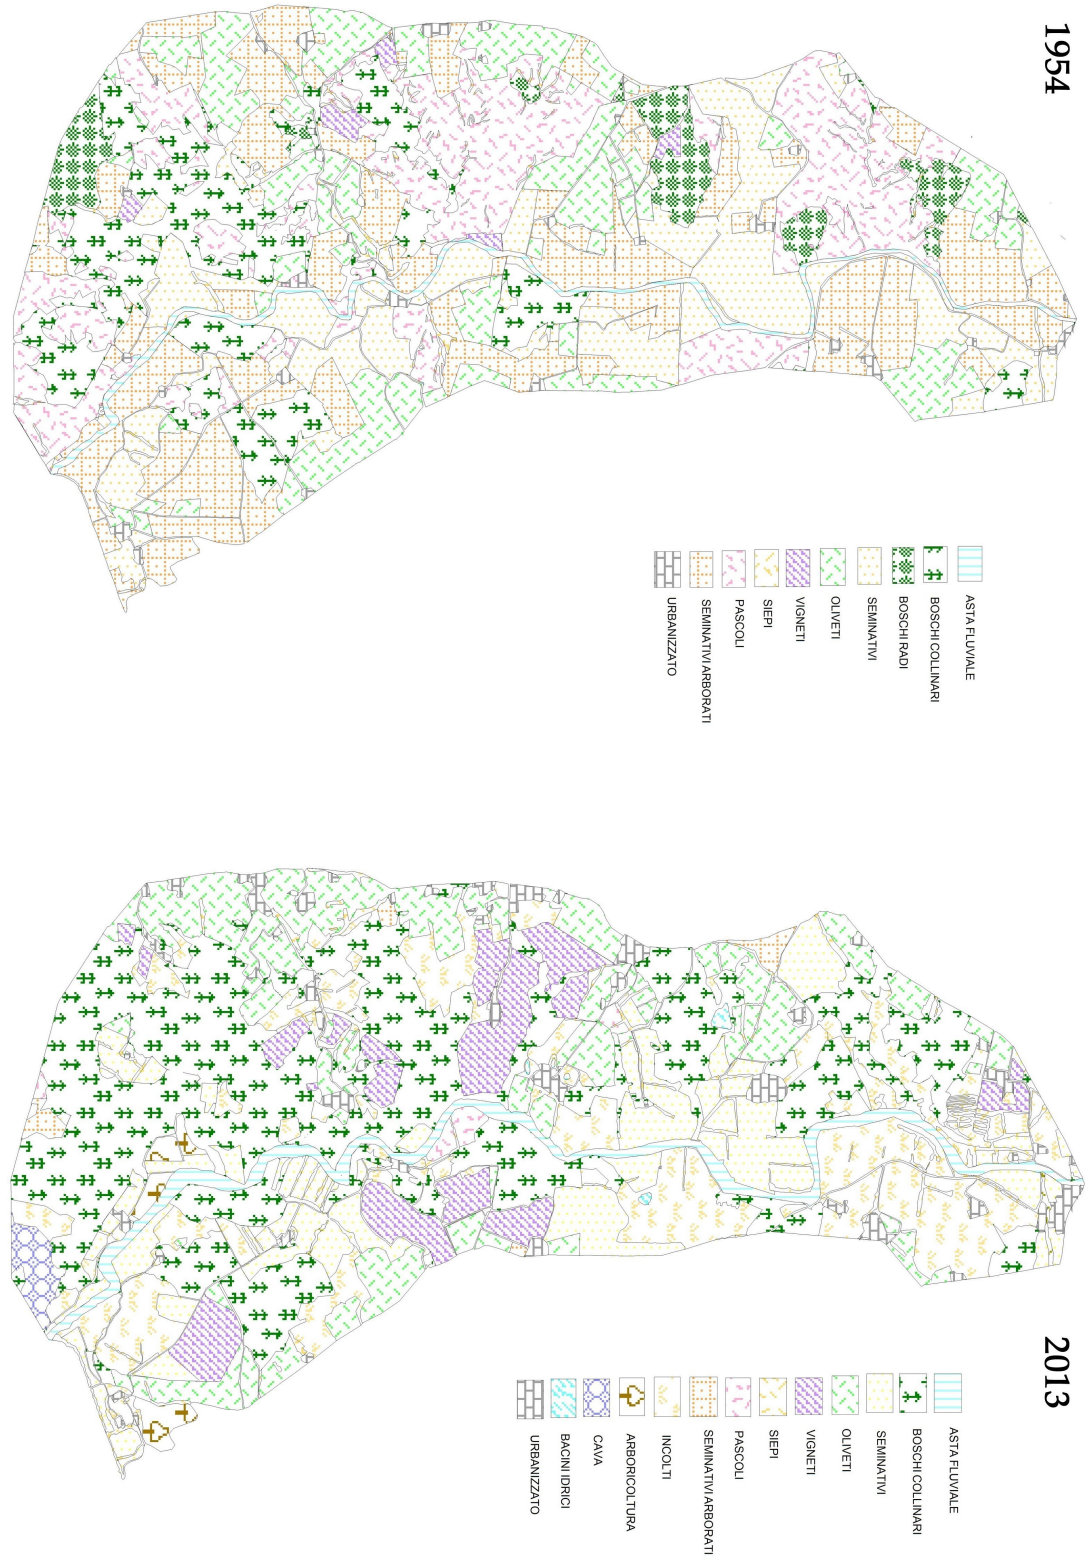 1954
ASTA FLUVIALE
BOSCHI COLLINARI
BOSCHI RADI
SEMINATIVI
OLIVETI
VIGNETI
SIEPI
PASCOLI
SEMINATIVI ARBORATI
URBANIZZATO
2013
ASTA FLUVIALE
BOSCHI COLLINARI
SEMINATIVI
OLIVETI
VIGNETI
SIEPI
PASCOLI
SEMINATIVI ARBORATI
INCOLTI
ARBORICOLTURA
CAVA
BACINI IDRICI
URBANIZZATO